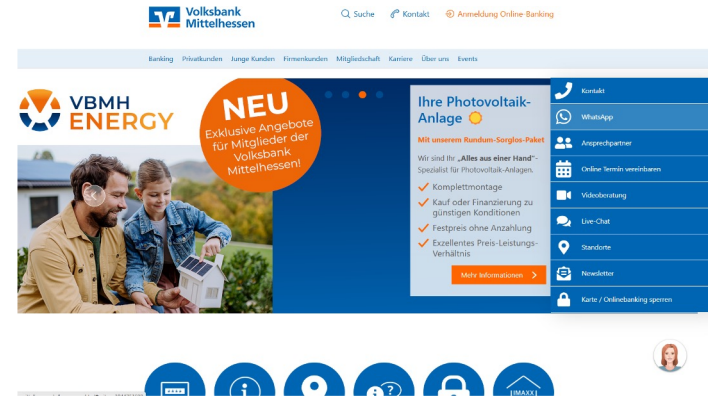 Volksbank
Mittelhessen
Suche
Kontakt
Anmeldung Online-Banking
Banking Privatkunden Junge Kunden Firmenkunden Mitgliedschaft Karriere Über uns Events
VBMH
ENERGY
NEU
Exklusive Angebote
für Mitglieder der
Volksbank
Mittelhessen!
Ihre Photovoltaik-
Anlage
Mit unserem Rundum-Sorglos-Paket
Wir sind Ihr „Alles aus einer Hand"-
Spezialist für Photovoltaik-Anlagen.
Komplettmontage
Kauf oder Finanzierung zu
günstigen Konditionen
Festpreis ohne Anzahlung
Exzellentes Preis-Leistungs-
Verhältnis
Mehr Informationen
Kontakt
WhatsApp
Ansprechpartner
Online Termin vereinbaren
Videoberatung
Live-Chat
Standorte
Newsletter
Karte / Onlinebanking sperren
[IMAXX]